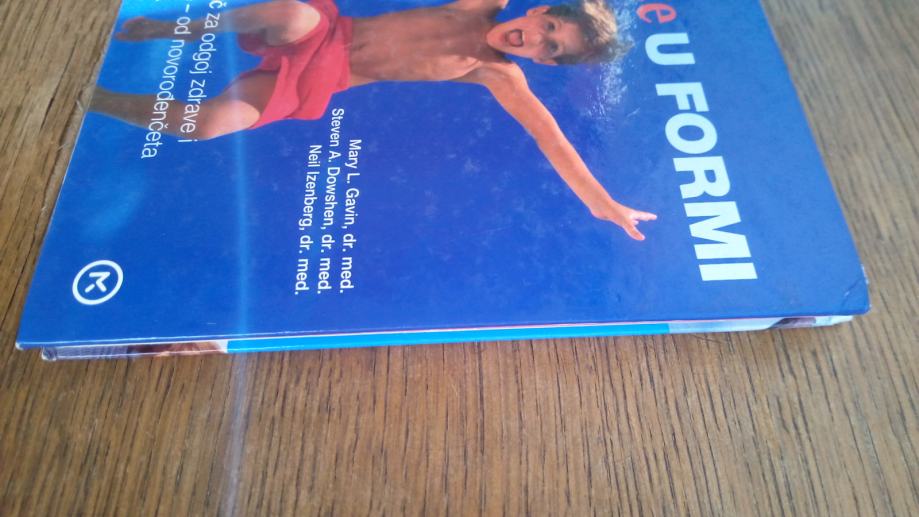 e U FORMI
č za odgoj zdrave i
– od novorođenčeta
Mary L. Gavin, dr. med.
Steven A. Dowshen, dr. med.
Neil Izenberg, dr. med.